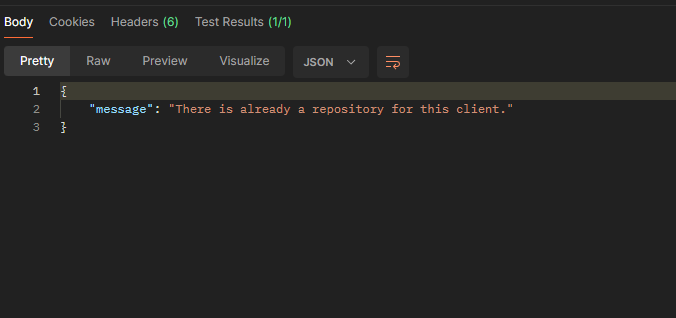 Body Cookies Headers (6) Test Results (1/1)
Pretty Raw Preview Visualize JSON
1 {
2 "message": "There is already a repository for this client."
3 }